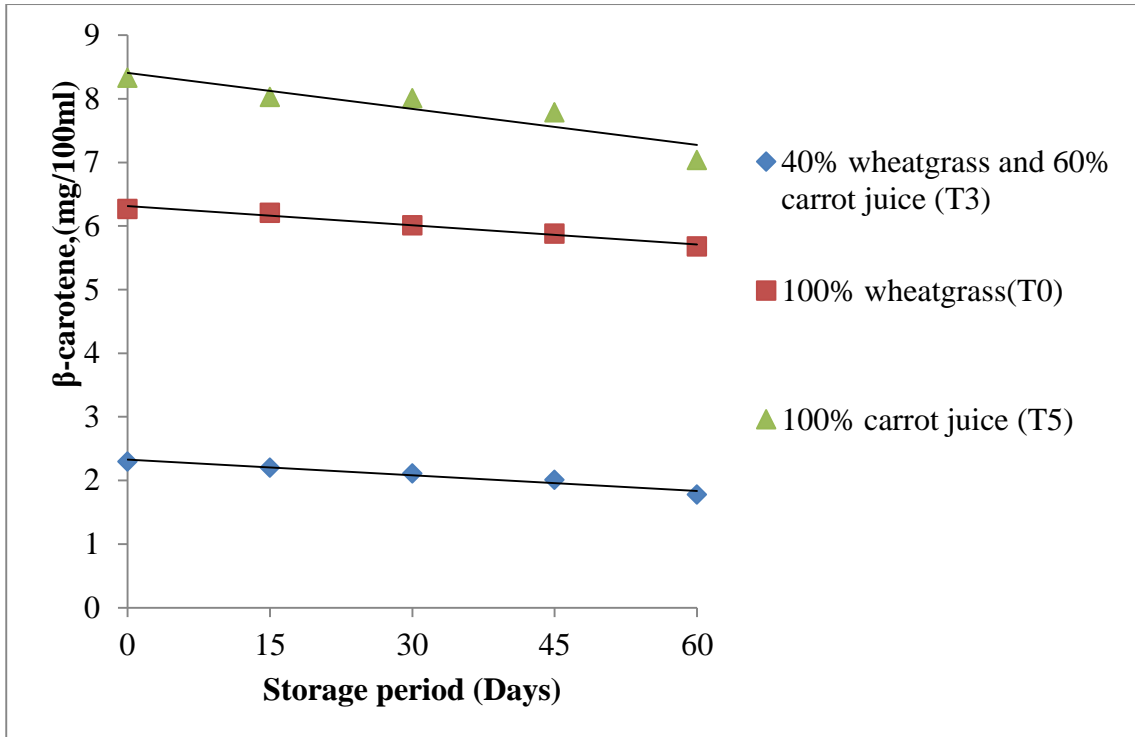 9
8
7
6
5
4
3
2
1
0
β-carotene,(mg/100ml)
0 15 30 45 60
Storage period (Days)
40% wheatgrass and 60%
carrot juice (T3)
100% wheatgrass(T0)
100% carrot juice (T5)